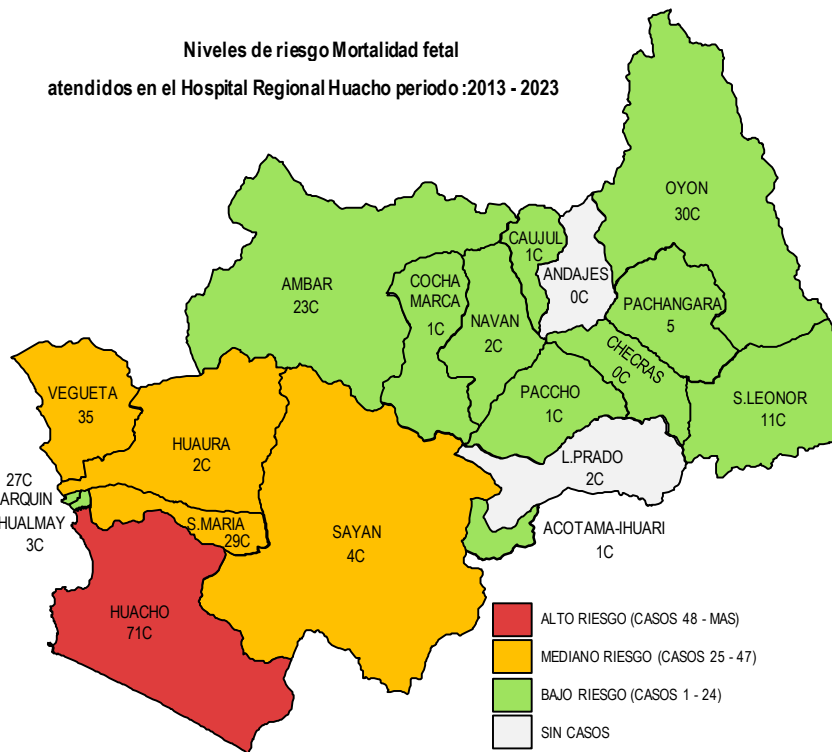 Niveles de riesgo Mortalidad fetal
atendidos en el Hospital Regional Huacho periodo :2013 - 2023
OYON
30C
CAUJUL
1C
ANDAJES
0C
AMBAR
23C
COCHA
MARCA
1C
NAVAN
2C
PACHANGARA
5
CHECRAS
0C
VEGUETA
35
PACCHO
1C
S.LEONOR
11C
HUAURA
2C
L.PRADO
2C
27C
ARQUIN
HUALMAY
3C
S.MARIA
29C
SAYAN
4C
ACOTAMA-IHUARI
1C
HUACHO
71C
ALTO RIESGO (CASOS 48 - MAS)
MEDIANO RIESGO (CASOS 25 - 47)
BAJO RIESGO (CASOS 1 - 24)
SIN CASOS